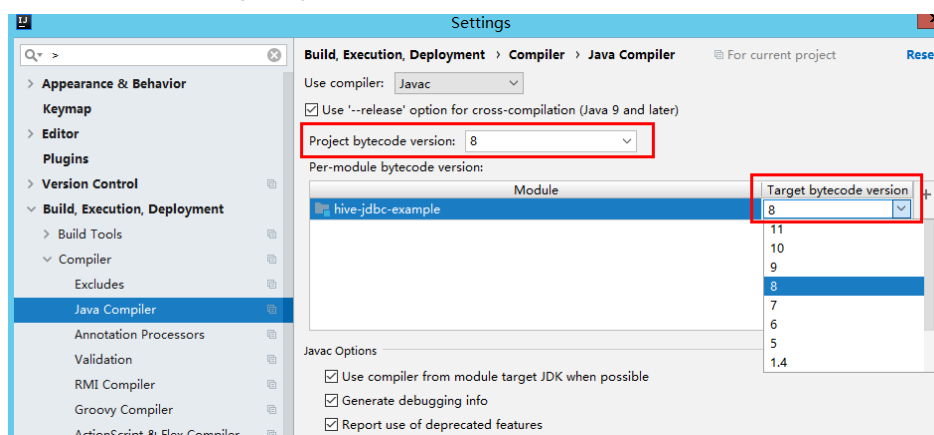 Settings
>
Appearance & Behavior
Keymap
Editor
Plugins
Version Control
Build, Execution, Deployment
Build Tools
Compiler
Excludes
Java Compiler
Annotation Processors
Validation
RMI Compiler
Groovy Compiler
ActionScript & Flex Compiler
Build, Execution, Deployment > Compiler > Java Compiler
For current project
Rese
Use compiler: Javac
Use '--release' option for cross-compilation (Java 9 and later)
Project bytecode version: 8
Per-module bytecode version:
Module Target bytecode version
hive-jdbc-example 8
11
10
9
8
7
6
5
1.4
Javac Options
Use compiler from module target JDK when possible
Generate debugging info
Report use of deprecated features